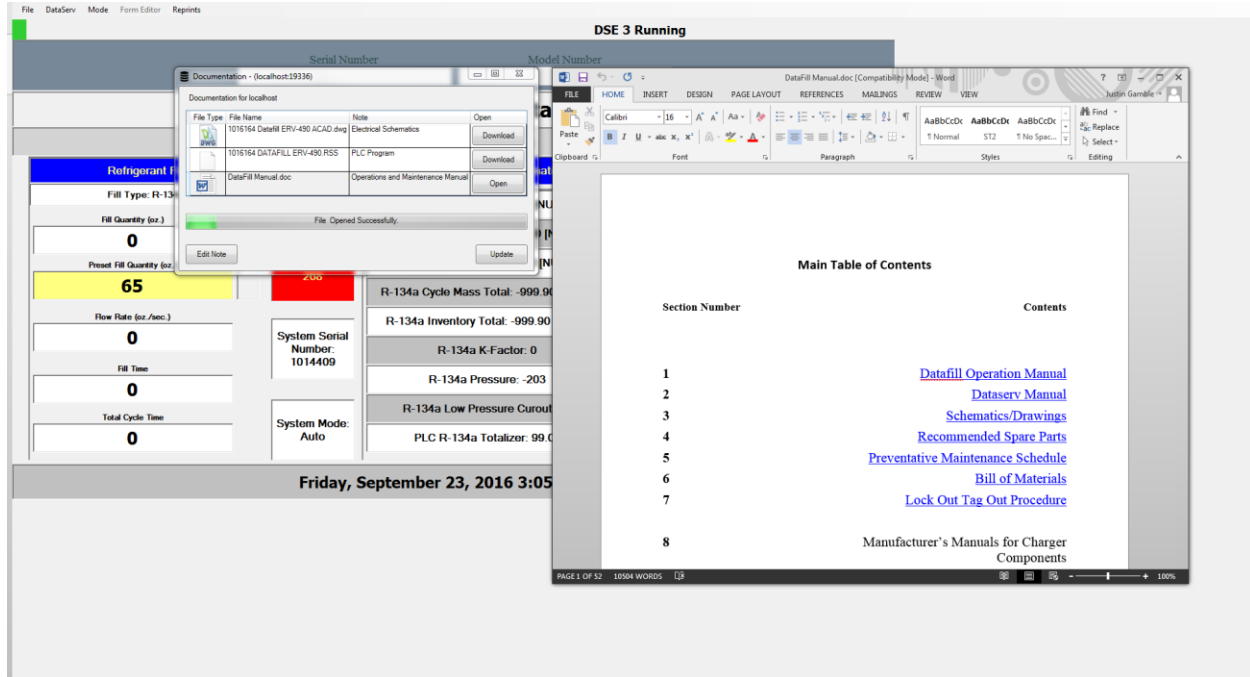 File DataServ Mode Form Editor Reprints
DSE 3 Running
Serial Number Model Number
Documentation - (localhost:19336)
Documentation for localhost
File Type File Name Note Open
DWG 1016164 Datafill ERV-490 ACAD.dwg Electrical Schematics Download
1016164 DATAFILL ERV-490.RSS PLC Program Download
DataFill Manual.doc Operations and Maintenance Manual Open
File Opened Successfully.
Edit Note Update
Refrigerant
Fill Type: R-13
Fill Quantity (oz.)
0
Preset Fill Quantity (oz.
65
Flow Rate (oz./sec.)
0
Fill Time
0
Total Cycle Time
0
System Serial
Number:
1014409
System Mode:
Auto
R-134a Cycle Mass Total: -999.90
R-134a Inventory Total: -999.90
R-134a K-Factor: 0
R-134a Pressure: -203
R-134a Low Pressure Curout
PLC R-134a Totalizer: 99.0
Friday, September 23, 2016 3:05
DataFill Manual.doc [Compatibility Mode] - Word
FILE HOME INSERT DESIGN PAGE LAYOUT REFERENCES MAILINGS REVIEW VIEW Justin Gamble
Paste
Calibri 16
AaBbCcDc AaBbCcDc AaBbCcDc
¶ Normal ST2 ¶ No Spac...
Find
Replace
Select
Clipboard Font Paragraph Styles Editing
Main Table of Contents
Section Number Contents
1 Datafill Operation Manual
2 Dataserv Manual
3 Schematics/Drawings
4 Recommended Spare Parts
5 Preventative Maintenance Schedule
6 Bill of Materials
7 Lock Out Tag Out Procedure
8 Manufacturer's Manuals for Charger
Components
PAGE 1 OF 52 10504 WORDS 100%